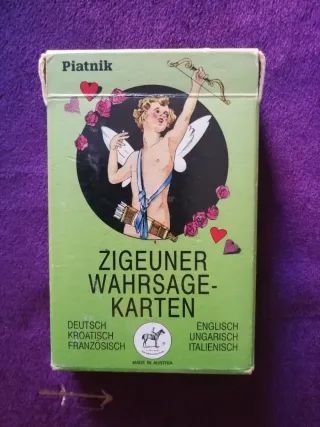 Piatnik
ZIGEUNER
WAHRSAGE-
KARTEN
DEUTSCH
KROATISCH
FRANZÖSISCH
ENGLISCH
UNGARISCH
ITALIENISCH
MADE IN AUSTRIA